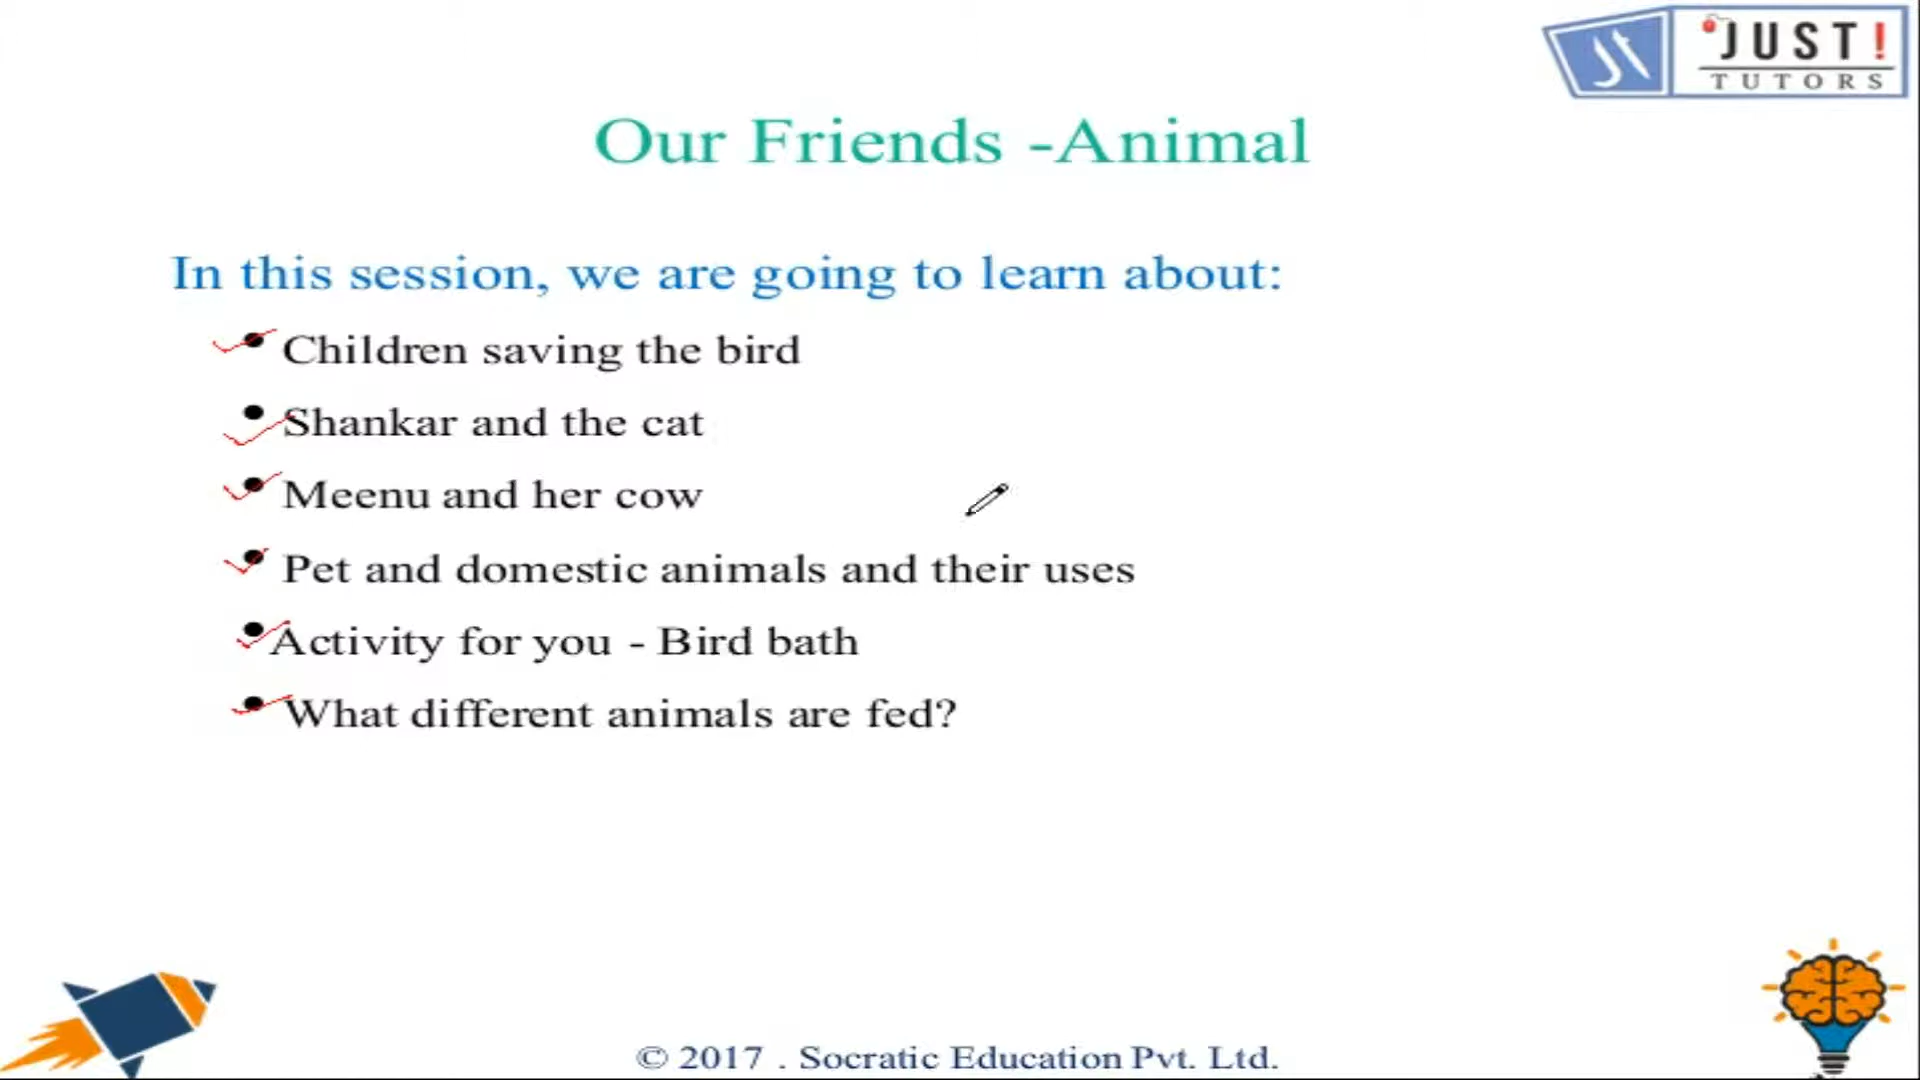 JUST!
TUTORS
Our Friends -Animal
In this session, we are going to learn about:
Children saving the bird
Shankar and the cat
Meenu and her cow
Pet and domestic animals and their uses
Activity for you - Bird bath
What different animals are fed?
© 2017 . Socratic Education Pvt. Ltd.